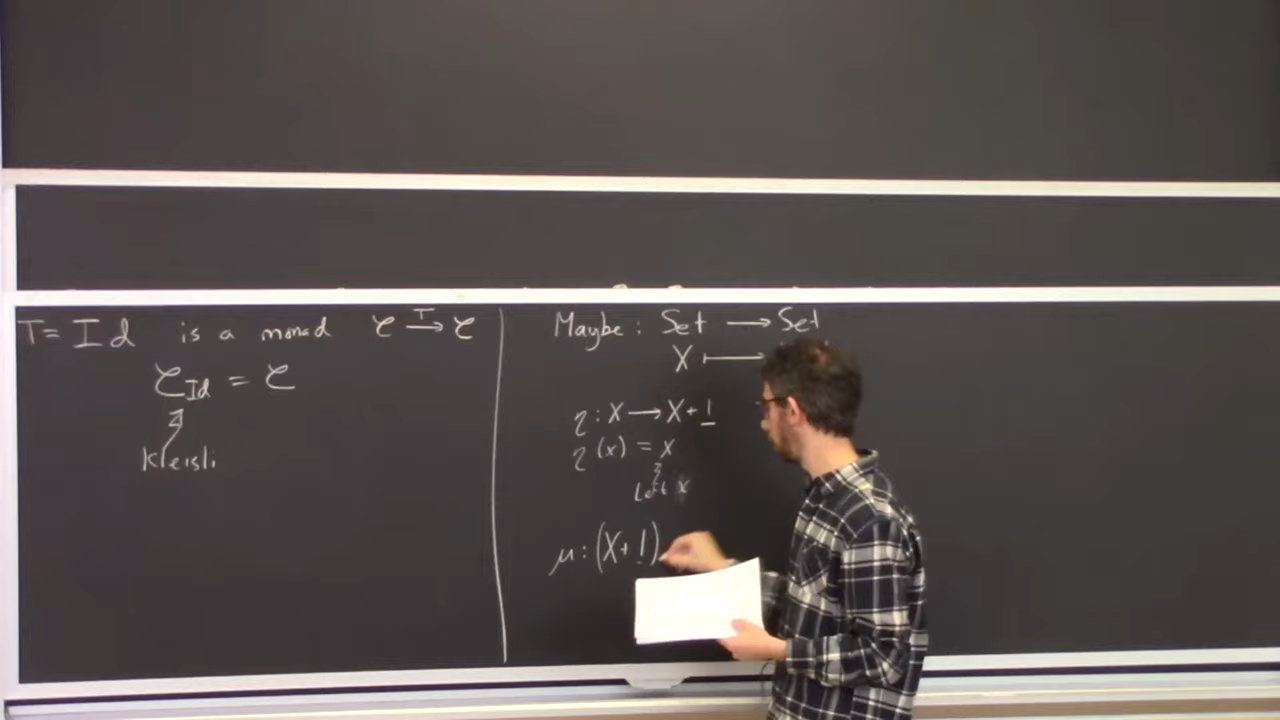 T = Id is a monad 𝒞 —T→ 𝒞
𝒞_Id = 𝒞
Kleisli
Maybe : Set ⟶ Set
X ⟼
η : X ⟶ X + 1
η (x) = x
Left x
μ : (X + 1)